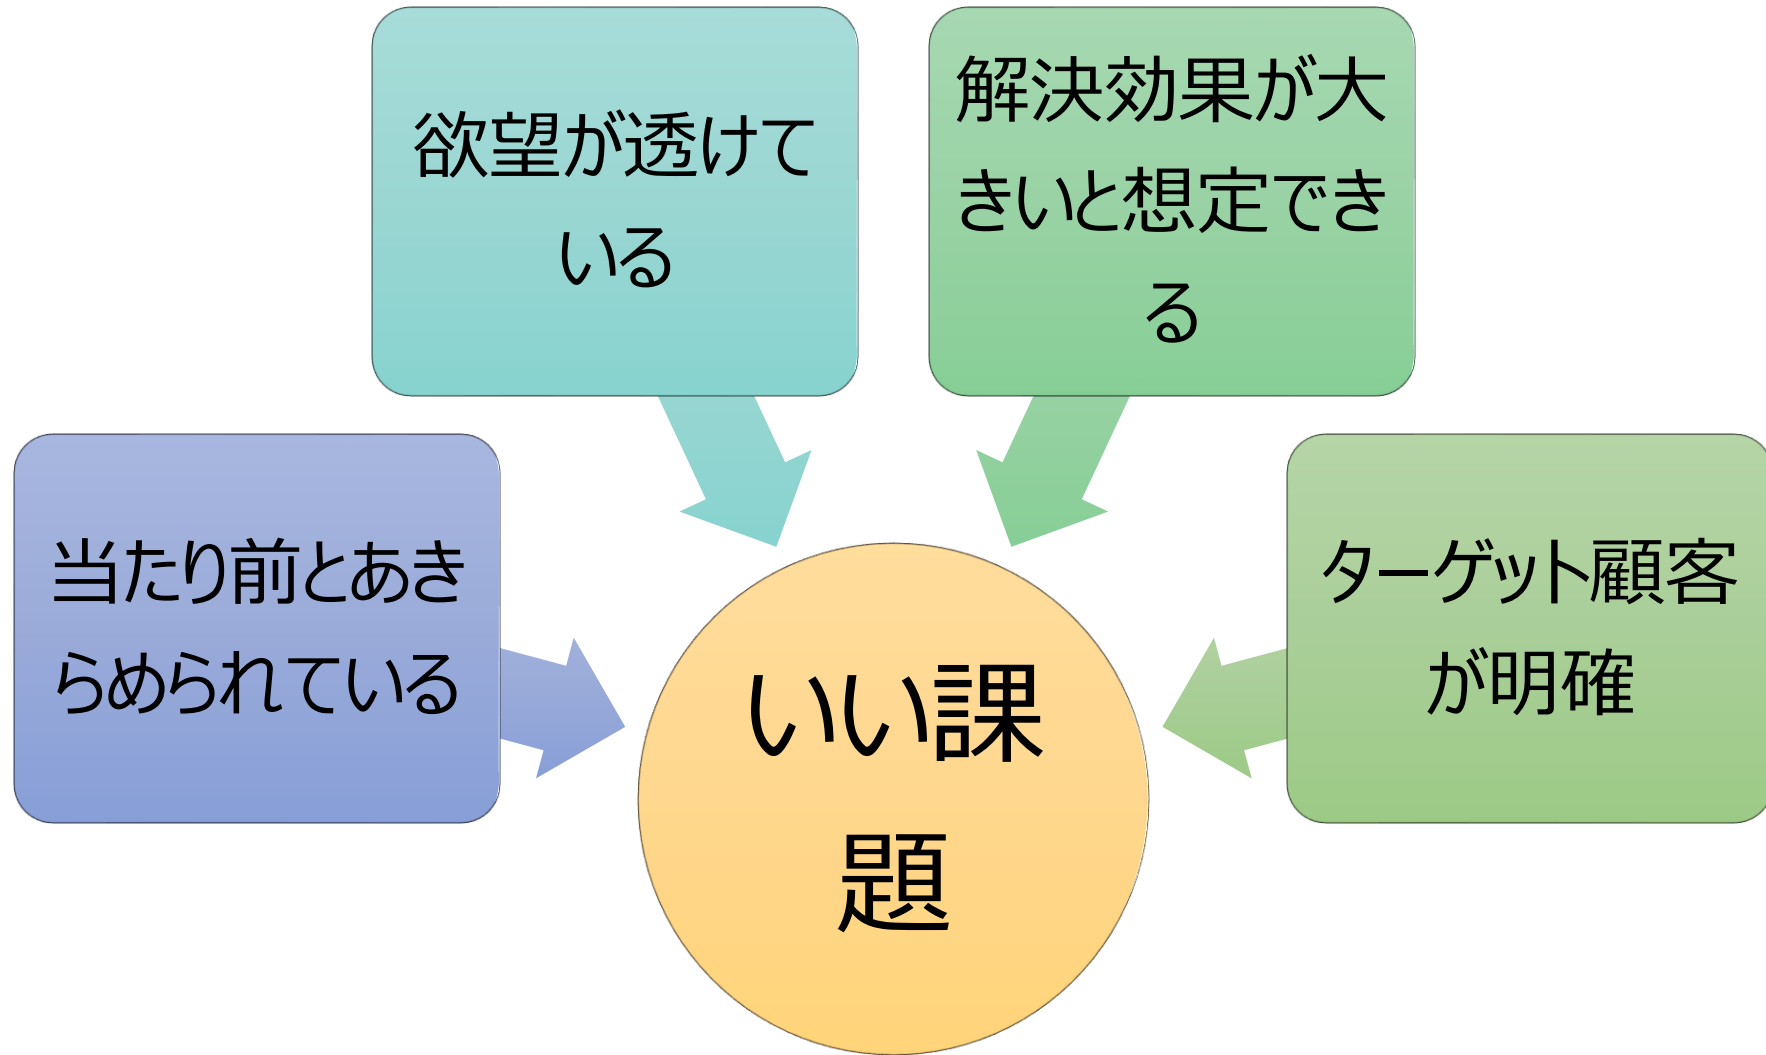 欲望が透けて
いる
解決効果が大
きいと想定でき
る
当たり前とあき
らめられている
ターゲット顧客
が明確
いい課
題